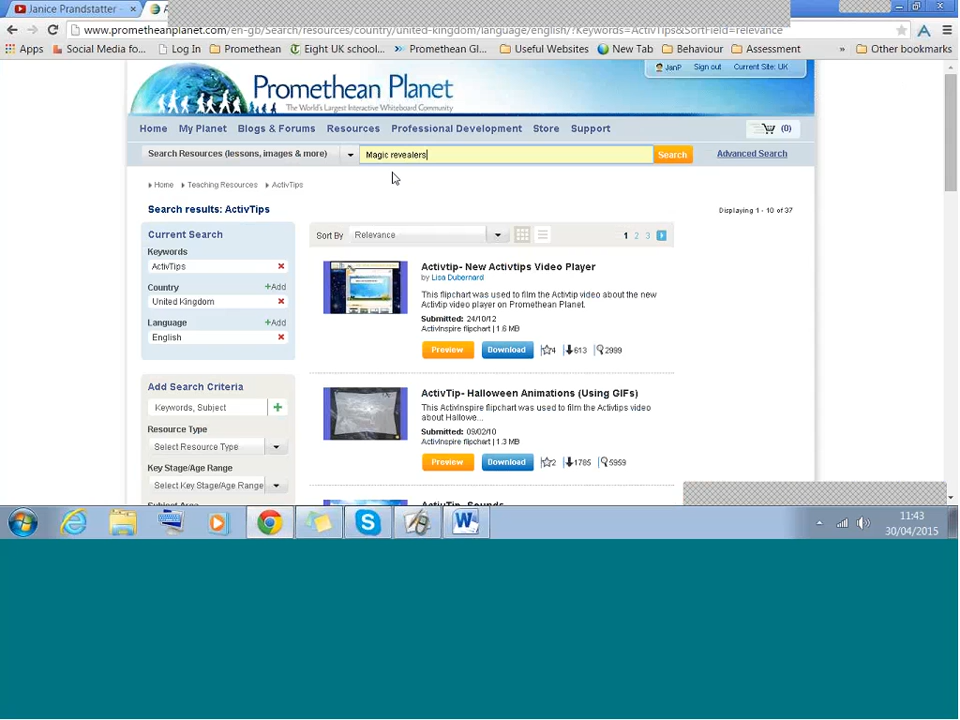 Janice Prandstatter -
www.prometheanplanet.com/en-gb/Search/resources/country/united-kingdom/language/english/?Keywords=ActivTips&SortField=relevance
Apps Social Media fo... Log In Promethean Eight UK school... Promethean Gl... Useful Websites New Tab Behaviour Assessment Other bookmarks
Promethean Planet
The World's Largest Interactive Whiteboard Community
JanP Sign out Current Site: UK
Home My Planet Blogs & Forums Resources Professional Development Store Support (0)
Search Resources (lessons, images & more) Magic revealers Search Advanced Search
Home Teaching Resources ActivTips
Search results: ActivTips Displaying 1 - 10 of 37
Current Search
Keywords
ActivTips
Country +Add
United Kingdom
Language +Add
English
Add Search Criteria
Keywords, Subject
Resource Type
Select Resource Type
Key Stage/Age Range
Select Key Stage/Age Range
Subject Area
Sort By Relevance 1 2 3
Activtip- New Activtips Video Player
by Lisa Dubernard
This flipchart was used to film the Activtip video about the new
Activtip video player on Promethean Planet.
Submitted: 24/10/12
ActivInspire flipchart | 1.6 MB
Preview Download 4 613 2999
ActivTip- Halloween Animations (Using GIFs)
This ActivInspire flipchart was used to film the Activtips video
about Hallowe...
Submitted: 09/02/10
ActivInspire flipchart | 1.3 MB
Preview Download 2 1785 5959
ActivTip- Sounds
11:43
30/04/2015